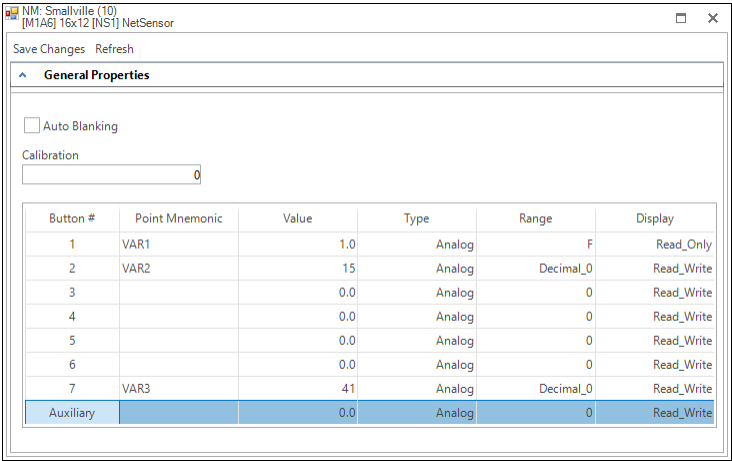 NM: Smallville (10)
[M1A6] 16x12 [NS1] NetSensor
Save Changes Refresh
General Properties
Auto Blanking
Calibration
0
Button # Point Mnemonic Value Type Range Display
1 VAR1 1.0 Analog F Read_Only
2 VAR2 15 Analog Decimal_0 Read_Write
3 0.0 Analog 0 Read_Write
4 0.0 Analog 0 Read_Write
5 0.0 Analog 0 Read_Write
6 0.0 Analog 0 Read_Write
7 VAR3 41 Analog Decimal_0 Read_Write
Auxiliary 0.0 Analog 0 Read_Write